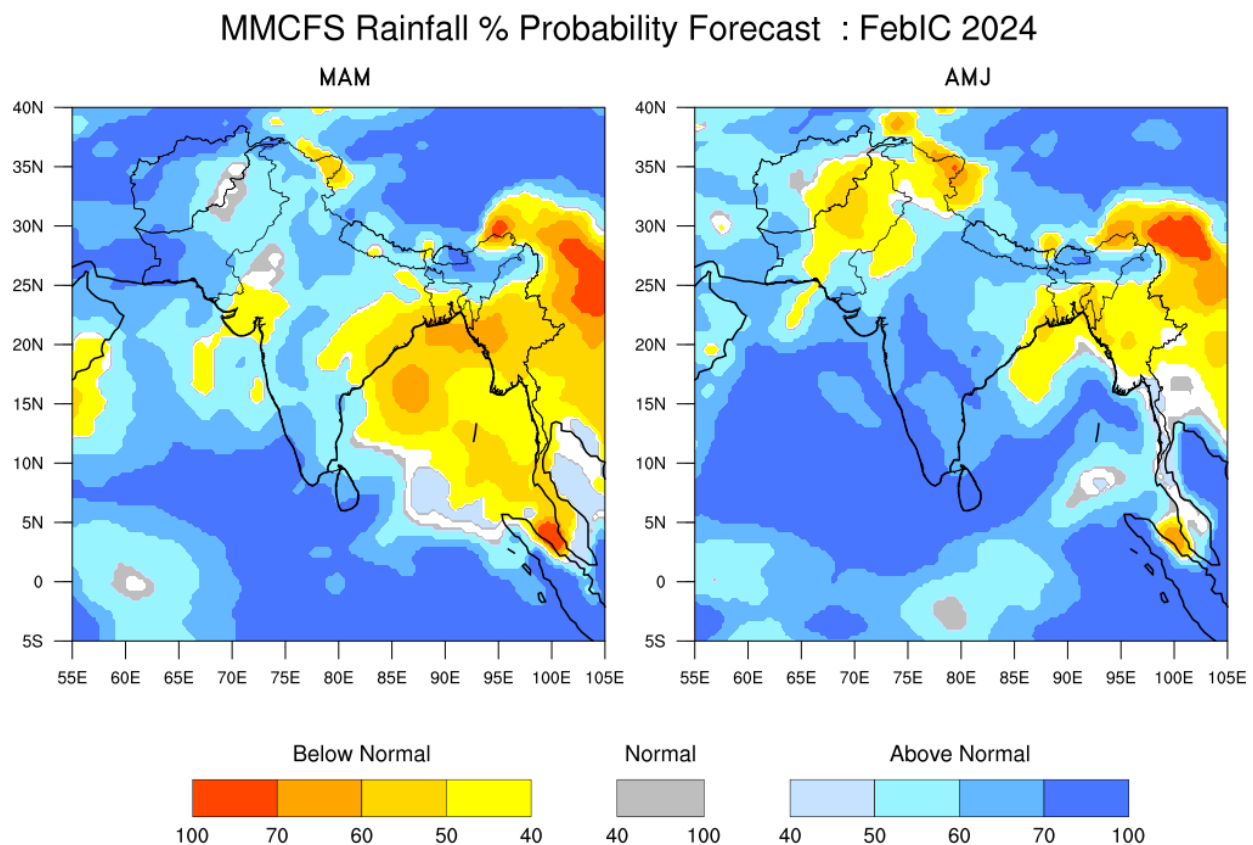 MMCFS Rainfall % Probability Forecast : FebIC 2024
MAM
AMJ
40N
35N
30N
25N
20N
15N
10N
5N
0
5S
55E 60E 65E 70E 75E 80E 85E 90E 95E 100E 105E
40N
35N
30N
25N
20N
15N
10N
5N
0
5S
55E 60E 65E 70E 75E 80E 85E 90E 95E 100E 105E
Below Normal
Normal
Above Normal
100 70 60 50 40
40 100
40 50 60 70 100